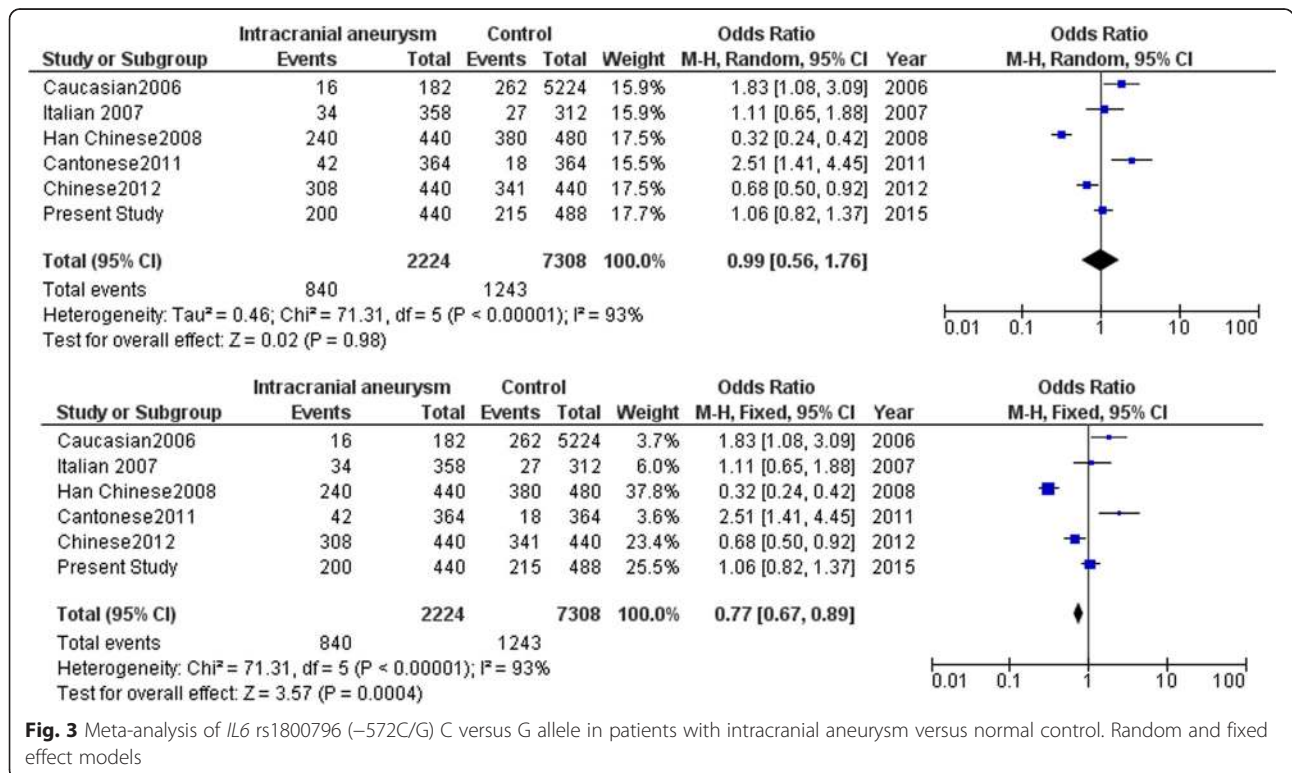 Intracranial aneurysm Control Odds Ratio Odds Ratio
Study or Subgroup Events Total Events Total Weight M-H, Random, 95% CI Year M-H, Random, 95% CI
Caucasian2006 16 182 262 5224 15.9% 1.83 [1.08, 3.09] 2006
Italian 2007 34 358 27 312 15.9% 1.11 [0.65, 1.88] 2007
Han Chinese2008 240 440 380 480 17.5% 0.32 [0.24, 0.42] 2008
Cantonese2011 42 364 18 364 15.5% 2.51 [1.41, 4.45] 2011
Chinese2012 308 440 341 440 17.5% 0.68 [0.50, 0.92] 2012
Present Study 200 440 215 488 17.7% 1.06 [0.82, 1.37] 2015
Total (95% CI) 2224 7308 100.0% 0.99 [0.56, 1.76]
Total events 840 1243
Heterogeneity: Tau² = 0.46; Chi² = 71.31, df = 5 (P < 0.00001); I² = 93%
Test for overall effect: Z = 0.02 (P = 0.98)
0.01 0.1 1 10 100
Intracranial aneurysm Control Odds Ratio Odds Ratio
Study or Subgroup Events Total Events Total Weight M-H, Fixed, 95% CI Year M-H, Fixed, 95% CI
Caucasian2006 16 182 262 5224 3.7% 1.83 [1.08, 3.09] 2006
Italian 2007 34 358 27 312 6.0% 1.11 [0.65, 1.88] 2007
Han Chinese2008 240 440 380 480 37.8% 0.32 [0.24, 0.42] 2008
Cantonese2011 42 364 18 364 3.6% 2.51 [1.41, 4.45] 2011
Chinese2012 308 440 341 440 23.4% 0.68 [0.50, 0.92] 2012
Present Study 200 440 215 488 25.5% 1.06 [0.82, 1.37] 2015
Total (95% CI) 2224 7308 100.0% 0.77 [0.67, 0.89]
Total events 840 1243
Heterogeneity: Chi² = 71.31, df = 5 (P < 0.00001); I² = 93%
Test for overall effect: Z = 3.57 (P = 0.0004)
0.01 0.1 1 10 100
Fig. 3 Meta-analysis of IL6 rs1800796 (−572C/G) C versus G allele in patients with intracranial aneurysm versus normal control. Random and fixed
effect models